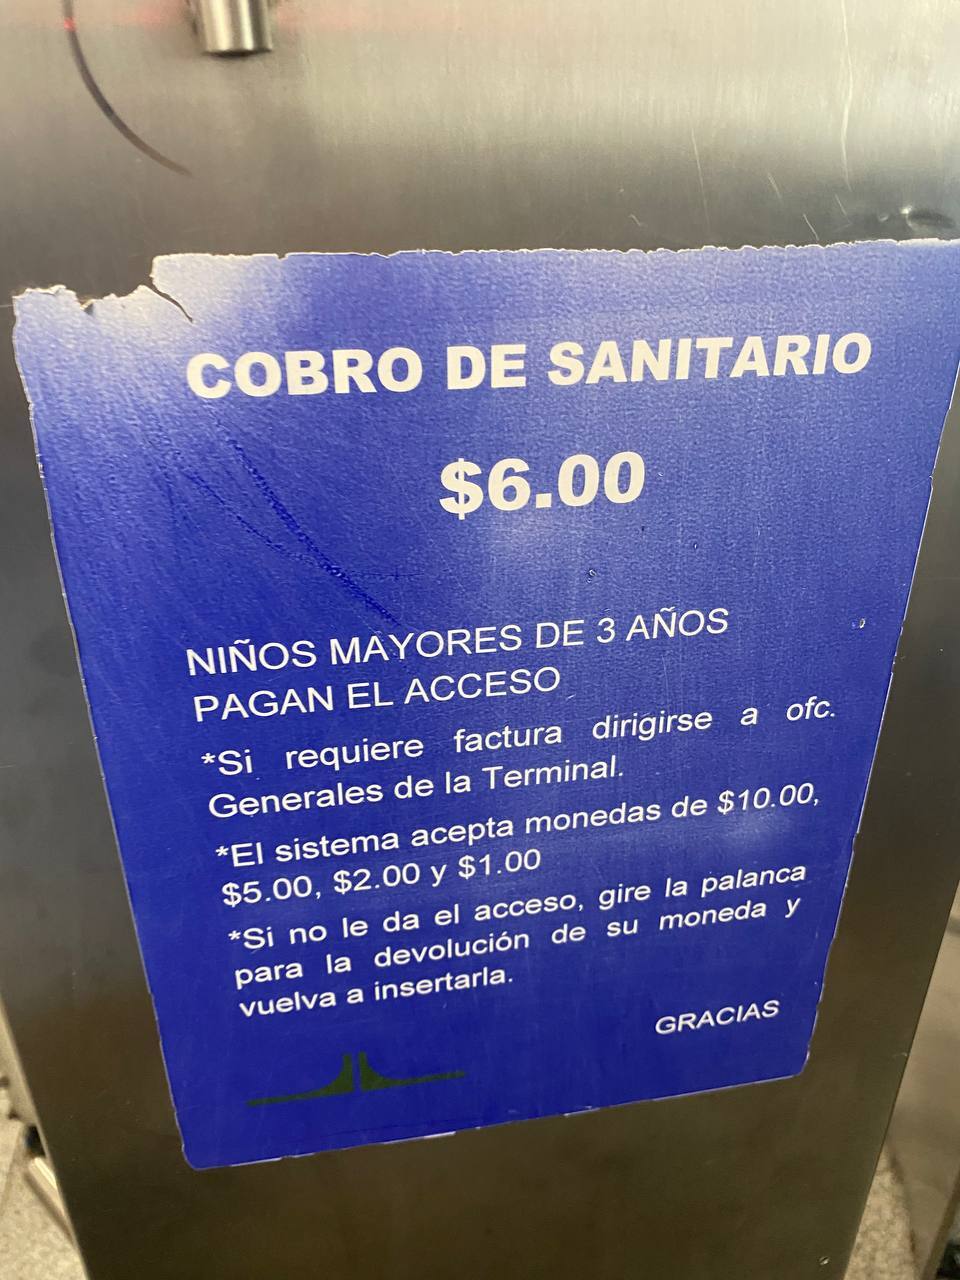 COBRO DE SANITARIO
$6.00
NIÑOS MAYORES DE 3 AÑOS
PAGAN EL ACCESO
*Si requiere factura dirigirse a ofc.
Generales de la Terminal.
*El sistema acepta monedas de $10.00,
$5.00, $2.00 y $1.00
*Si no le da el acceso, gire la palanca
para la devolución de su moneda y
vuelva a insertarla.
GRACIAS